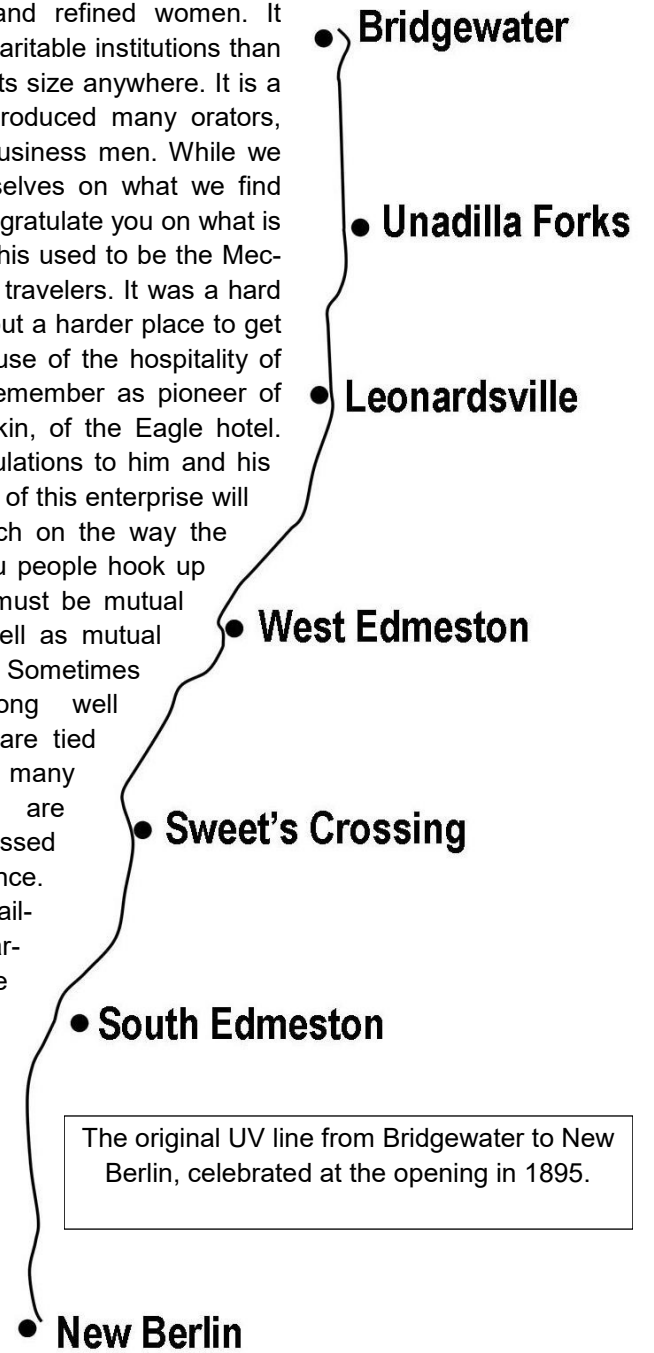 and refined women. It
aritable institutions than
ts size anywhere. It is a
roduced many orators,
usiness men. While we
selves on what we find
ngratulate you on what is
his used to be the Mec-
travelers. It was a hard
out a harder place to get
use of the hospitality of
emember as pioneer of
kin, of the Eagle hotel.
ulations to him and his
of this enterprise will
ch on the way the
u people hook up
must be mutual
ell as mutual
Sometimes
ong well
are tied
many
are
ssed
nce.
ail-
ar-
e
Bridgewater
Unadilla Forks
Leonardsville
West Edmeston
Sweet's Crossing
South Edmeston
The original UV line from Bridgewater to New
Berlin, celebrated at the opening in 1895.
New Berlin